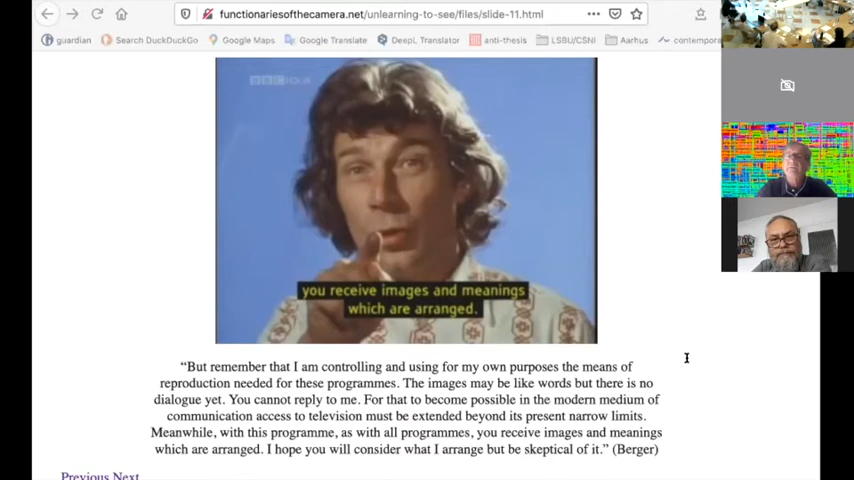 functionariesofthecamera.net/unlearning-to-see/files/slide-11.html
guardian Search DuckDuckGo Google Maps Google Translate DeepL Translator anti-thesis LSBU/CSNI Aarhus contempora
BBC
you receive images and meanings
which are arranged.
“But remember that I am controlling and using for my own purposes the means of
reproduction needed for these programmes. The images may be like words but there is no
dialogue yet. You cannot reply to me. For that to become possible in the modern medium of
communication access to television must be extended beyond its present narrow limits.
Meanwhile, with this programme, as with all programmes, you receive images and meanings
which are arranged. I hope you will consider what I arrange but be skeptical of it.” (Berger)
Previous Next